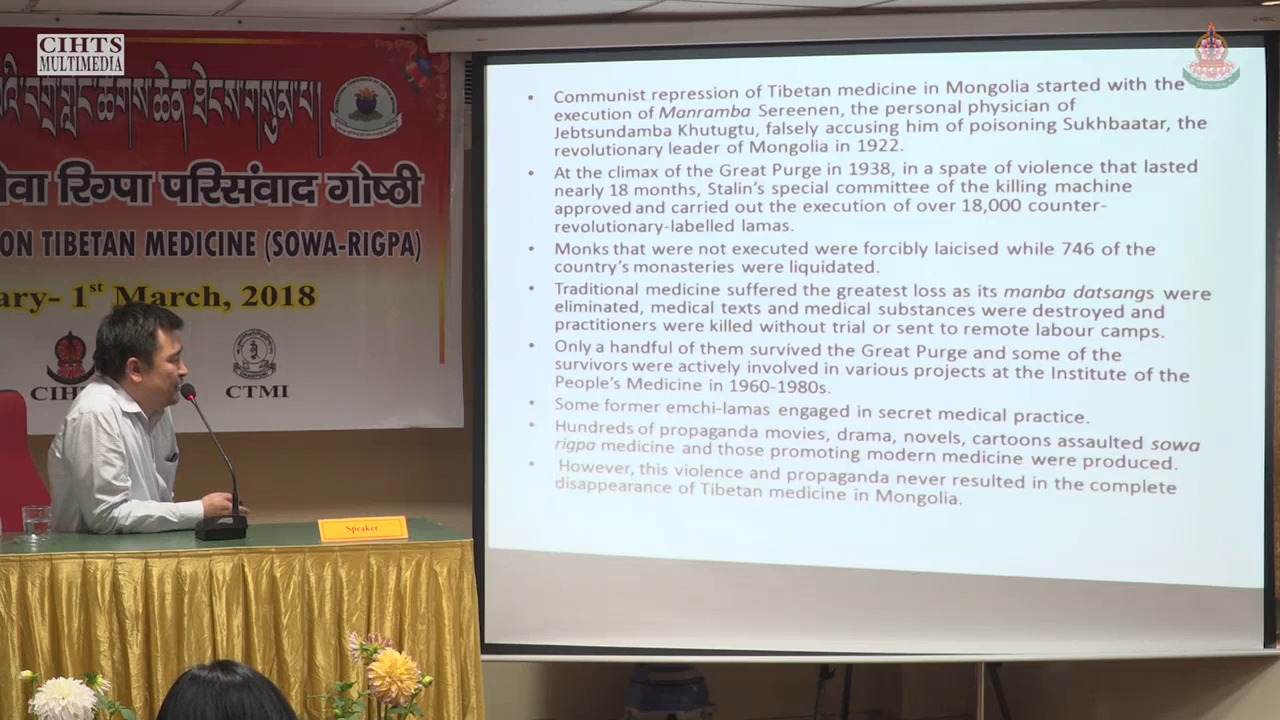 CIHTS
MULTIMEDIA
བགྲོ་གླེང་ཚོགས་ཆེན་ཐེངས་གསུམ་པ།
रिग्पा परिसंवाद गोष्ठी
ON TIBETAN MEDICINE (SOWA-RIGPA)
1st March, 2018
CTMI
Speaker
• Communist repression of Tibetan medicine in Mongolia started with the
execution of Manramba Sereenen, the personal physician of
Jebtsundamba Khutugtu, falsely accusing him of poisoning Sukhbaatar, the
revolutionary leader of Mongolia in 1922.
• At the climax of the Great Purge in 1938, in a spate of violence that lasted
nearly 18 months, Stalin's special committee of the killing machine
approved and carried out the execution of over 18,000 counter-
revolutionary-labelled lamas.
• Monks that were not executed were forcibly laicised while 746 of the
country's monasteries were liquidated.
• Traditional medicine suffered the greatest loss as its manba datsangs were
eliminated, medical texts and medical substances were destroyed and
practitioners were killed without trial or sent to remote labour camps.
• Only a handful of them survived the Great Purge and some of the
survivors were actively involved in various projects at the Institute of the
People's Medicine in 1960-1980s.
• Some former emchi-lamas engaged in secret medical practice.
• Hundreds of propaganda movies, drama, novels, cartoons assaulted sowa
rigpa medicine and those promoting modern medicine were produced.
• However, this violence and propaganda never resulted in the complete
disappearance of Tibetan medicine in Mongolia.